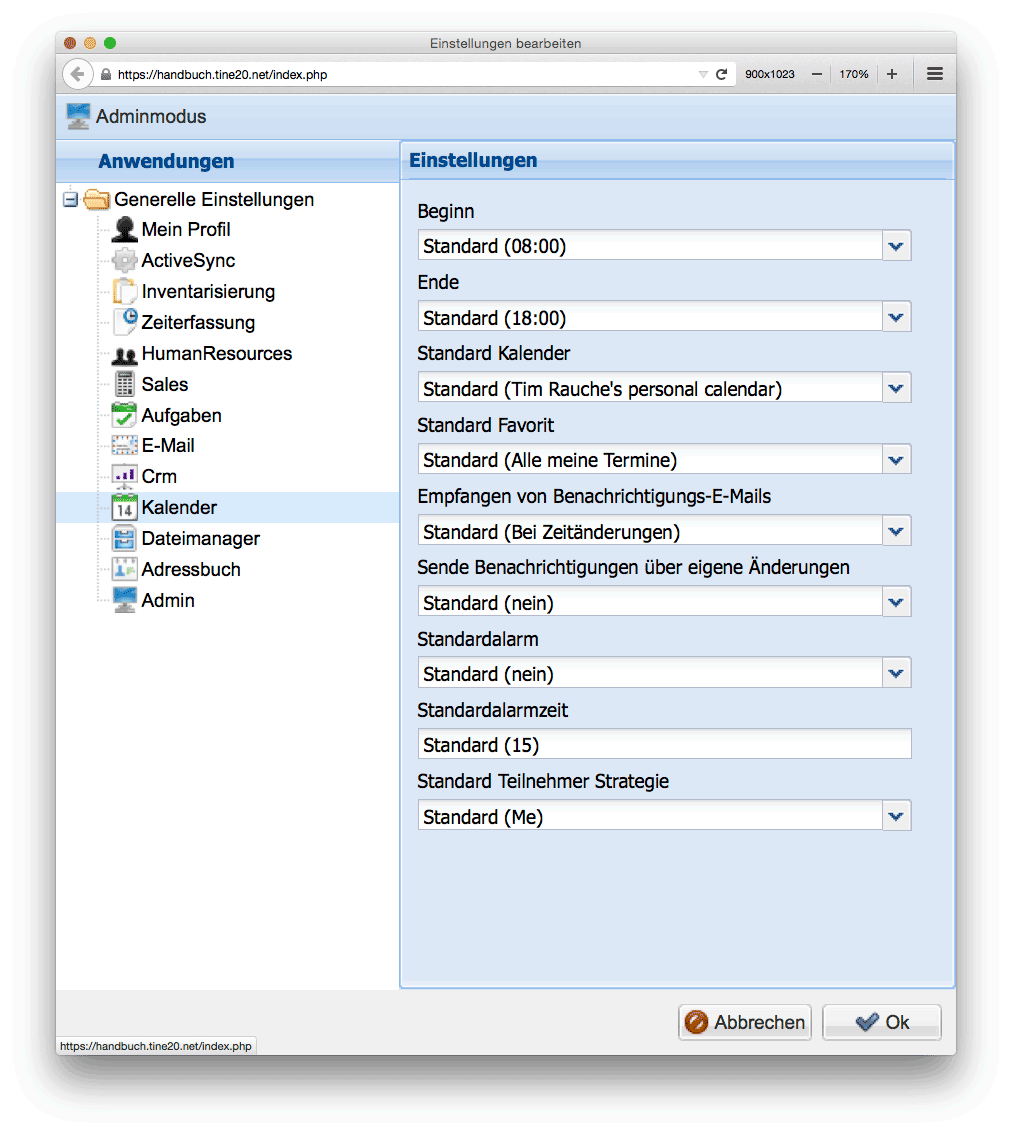 Einstellungen bearbeiten
https://handbuch.tine20.net/index.php
900x1023
170%
Adminmodus
Anwendungen
Generelle Einstellungen
Mein Profil
ActiveSync
Inventarisierung
Zeiterfassung
HumanResources
Sales
Aufgaben
E-Mail
Crm
14
Kalender
Dateimanager
Adressbuch
Admin
Einstellungen
Beginn
Standard (08:00)
Ende
Standard (18:00)
Standard Kalender
Standard (Tim Rauche's personal calendar)
Standard Favorit
Standard (Alle meine Termine)
Empfangen von Benachrichtigungs-E-Mails
Standard (Bei Zeitänderungen)
Sende Benachrichtigungen über eigene Änderungen
Standard (nein)
Standardalarm
Standard (nein)
Standardalarmzeit
Standard (15)
Standard Teilnehmer Strategie
Standard (Me)
Abbrechen
Ok
https://handbuch.tine20.net/index.php